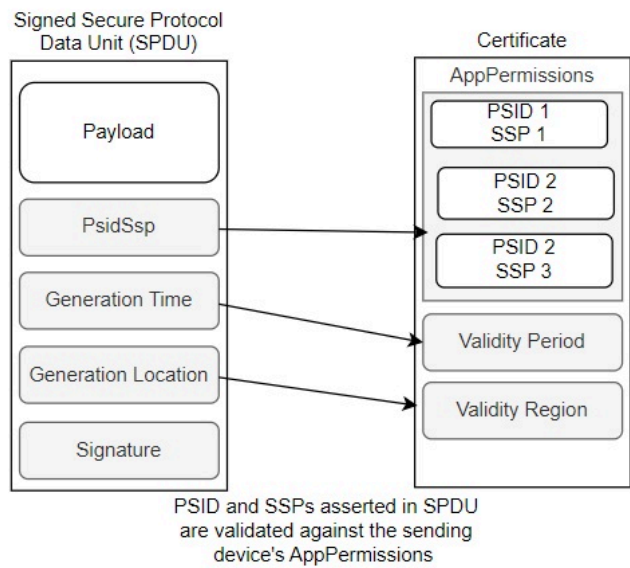 Signed Secure Protocol
Data Unit (SPDU)
Payload
PsidSsp
Generation Time
Generation Location
Signature
Certificate
AppPermissions
PSID 1
SSP 1
PSID 2
SSP 2
PSID 2
SSP 3
Validity Period
Validity Region
PSID and SSPs asserted in SPDU
are validated against the sending
device's AppPermissions